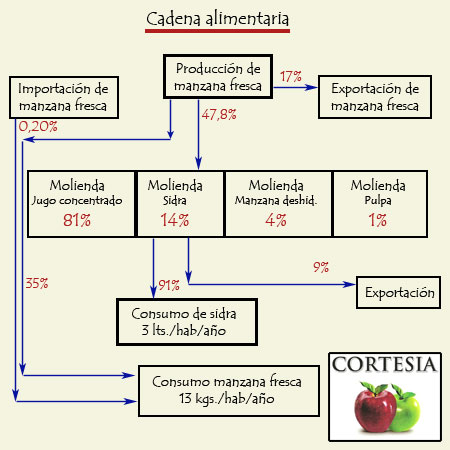 Cadena alimentaria
Importación de
manzana fresca
Producción de
manzana fresca
17%
Exportación de
manzana fresca
0,20%
47,8%
Molienda
Jugo concentrado
81%
Molienda
Sidra
14%
Molienda
Manzana deshid.
4%
Molienda
Pulpa
1%
35%
91%
9%
Exportación
Consumo de sidra
3 lts./hab/año
Consumo manzana fresca
13 kgs./hab/año
CORTESIA